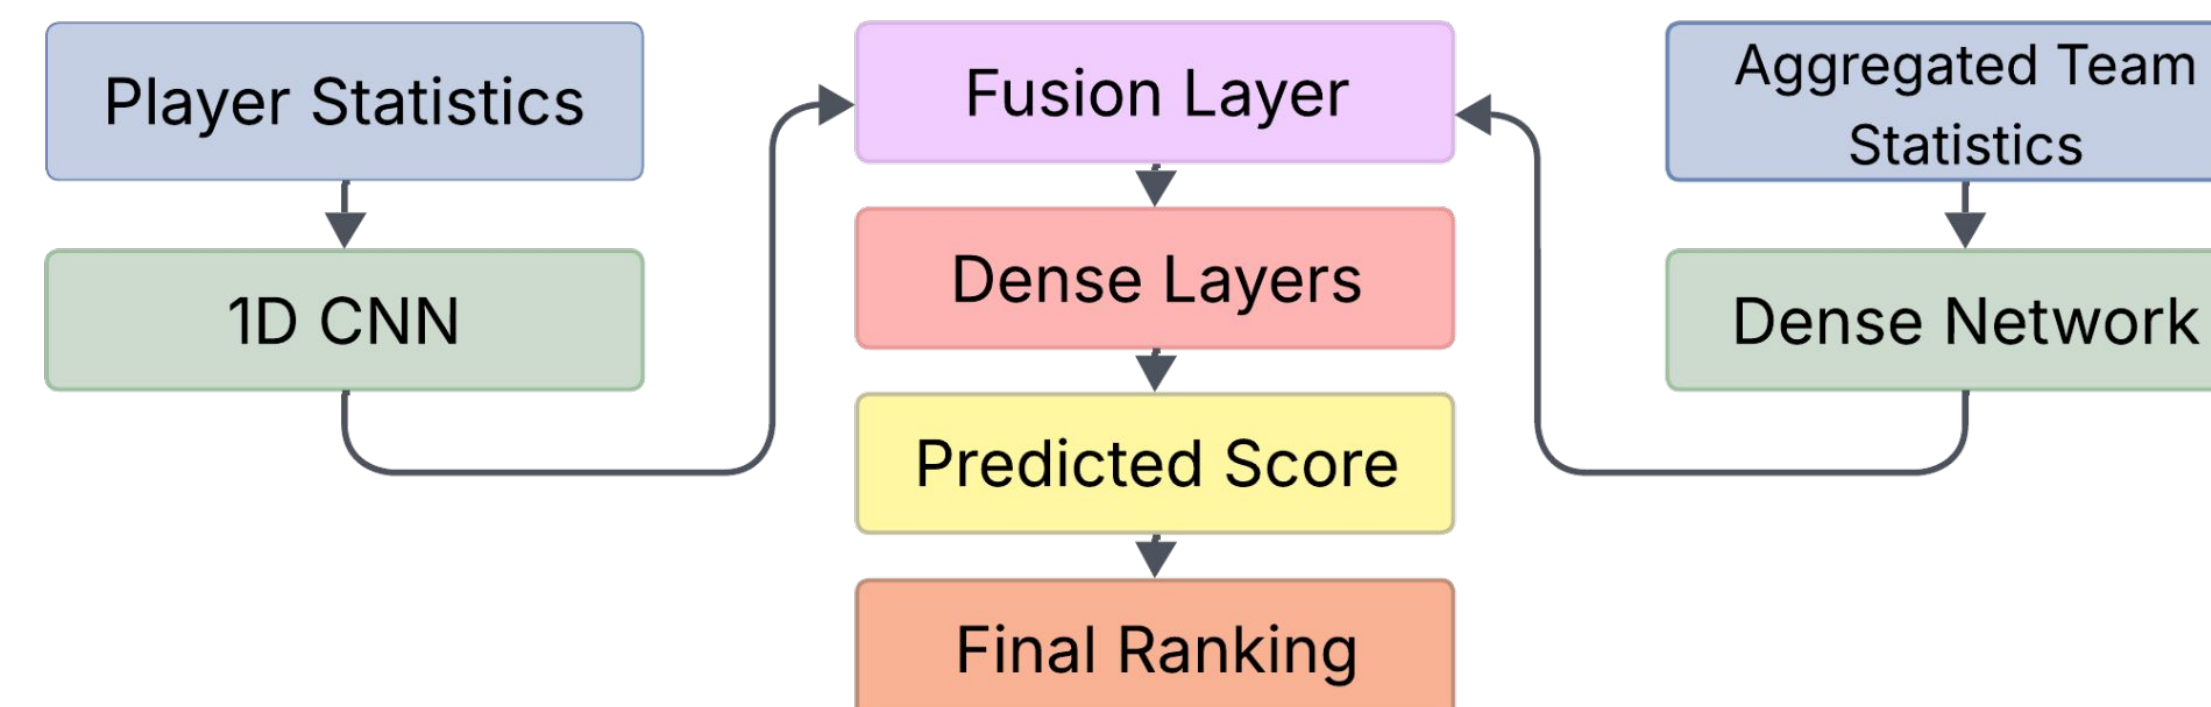 Player Statistics
1D CNN
Fusion Layer
Dense Layers
Predicted Score
Final Ranking
Aggregated Team
Statistics
Dense Network